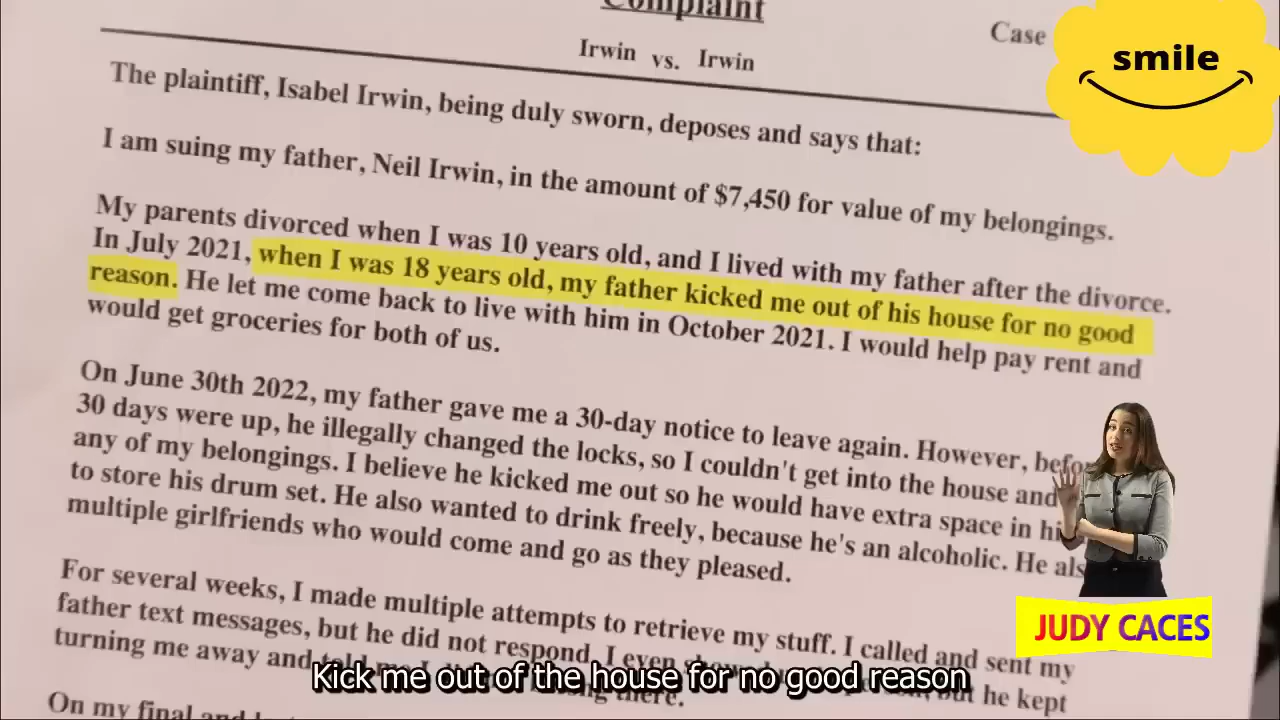 Complaint
Case
Irwin vs. Irwin
smile
The plaintiff, Isabel Irwin, being duly sworn, deposes and says that:
I am suing my father, Neil Irwin, in the amount of $7,450 for value of my belongings.
My parents divorced when I was 10 years old, and I lived with my father after the divorce.
In July 2021, when I was 18 years old, my father kicked me out of his house for no good
reason. He let me come back to live with him in October 2021. I would help pay rent and
would get groceries for both of us.
On June 30th 2022, my father gave me a 30-day notice to leave again. However,
30 days were up, he illegally changed the locks, so I couldn't get into the house and
any of my belongings. I believe he kicked me out so he would have extra space in
to store his drum set. He also wanted to drink freely, because he's an alcoholic. He
multiple girlfriends who would come and go as they pleased.
For several weeks, I made multiple attempts to retrieve my stuff. I called and sent my
father text messages, but he did not respond. I even but he kept
turning me away and there.
On my final and
JUDY CACES
Kick me out of the house for no good reason